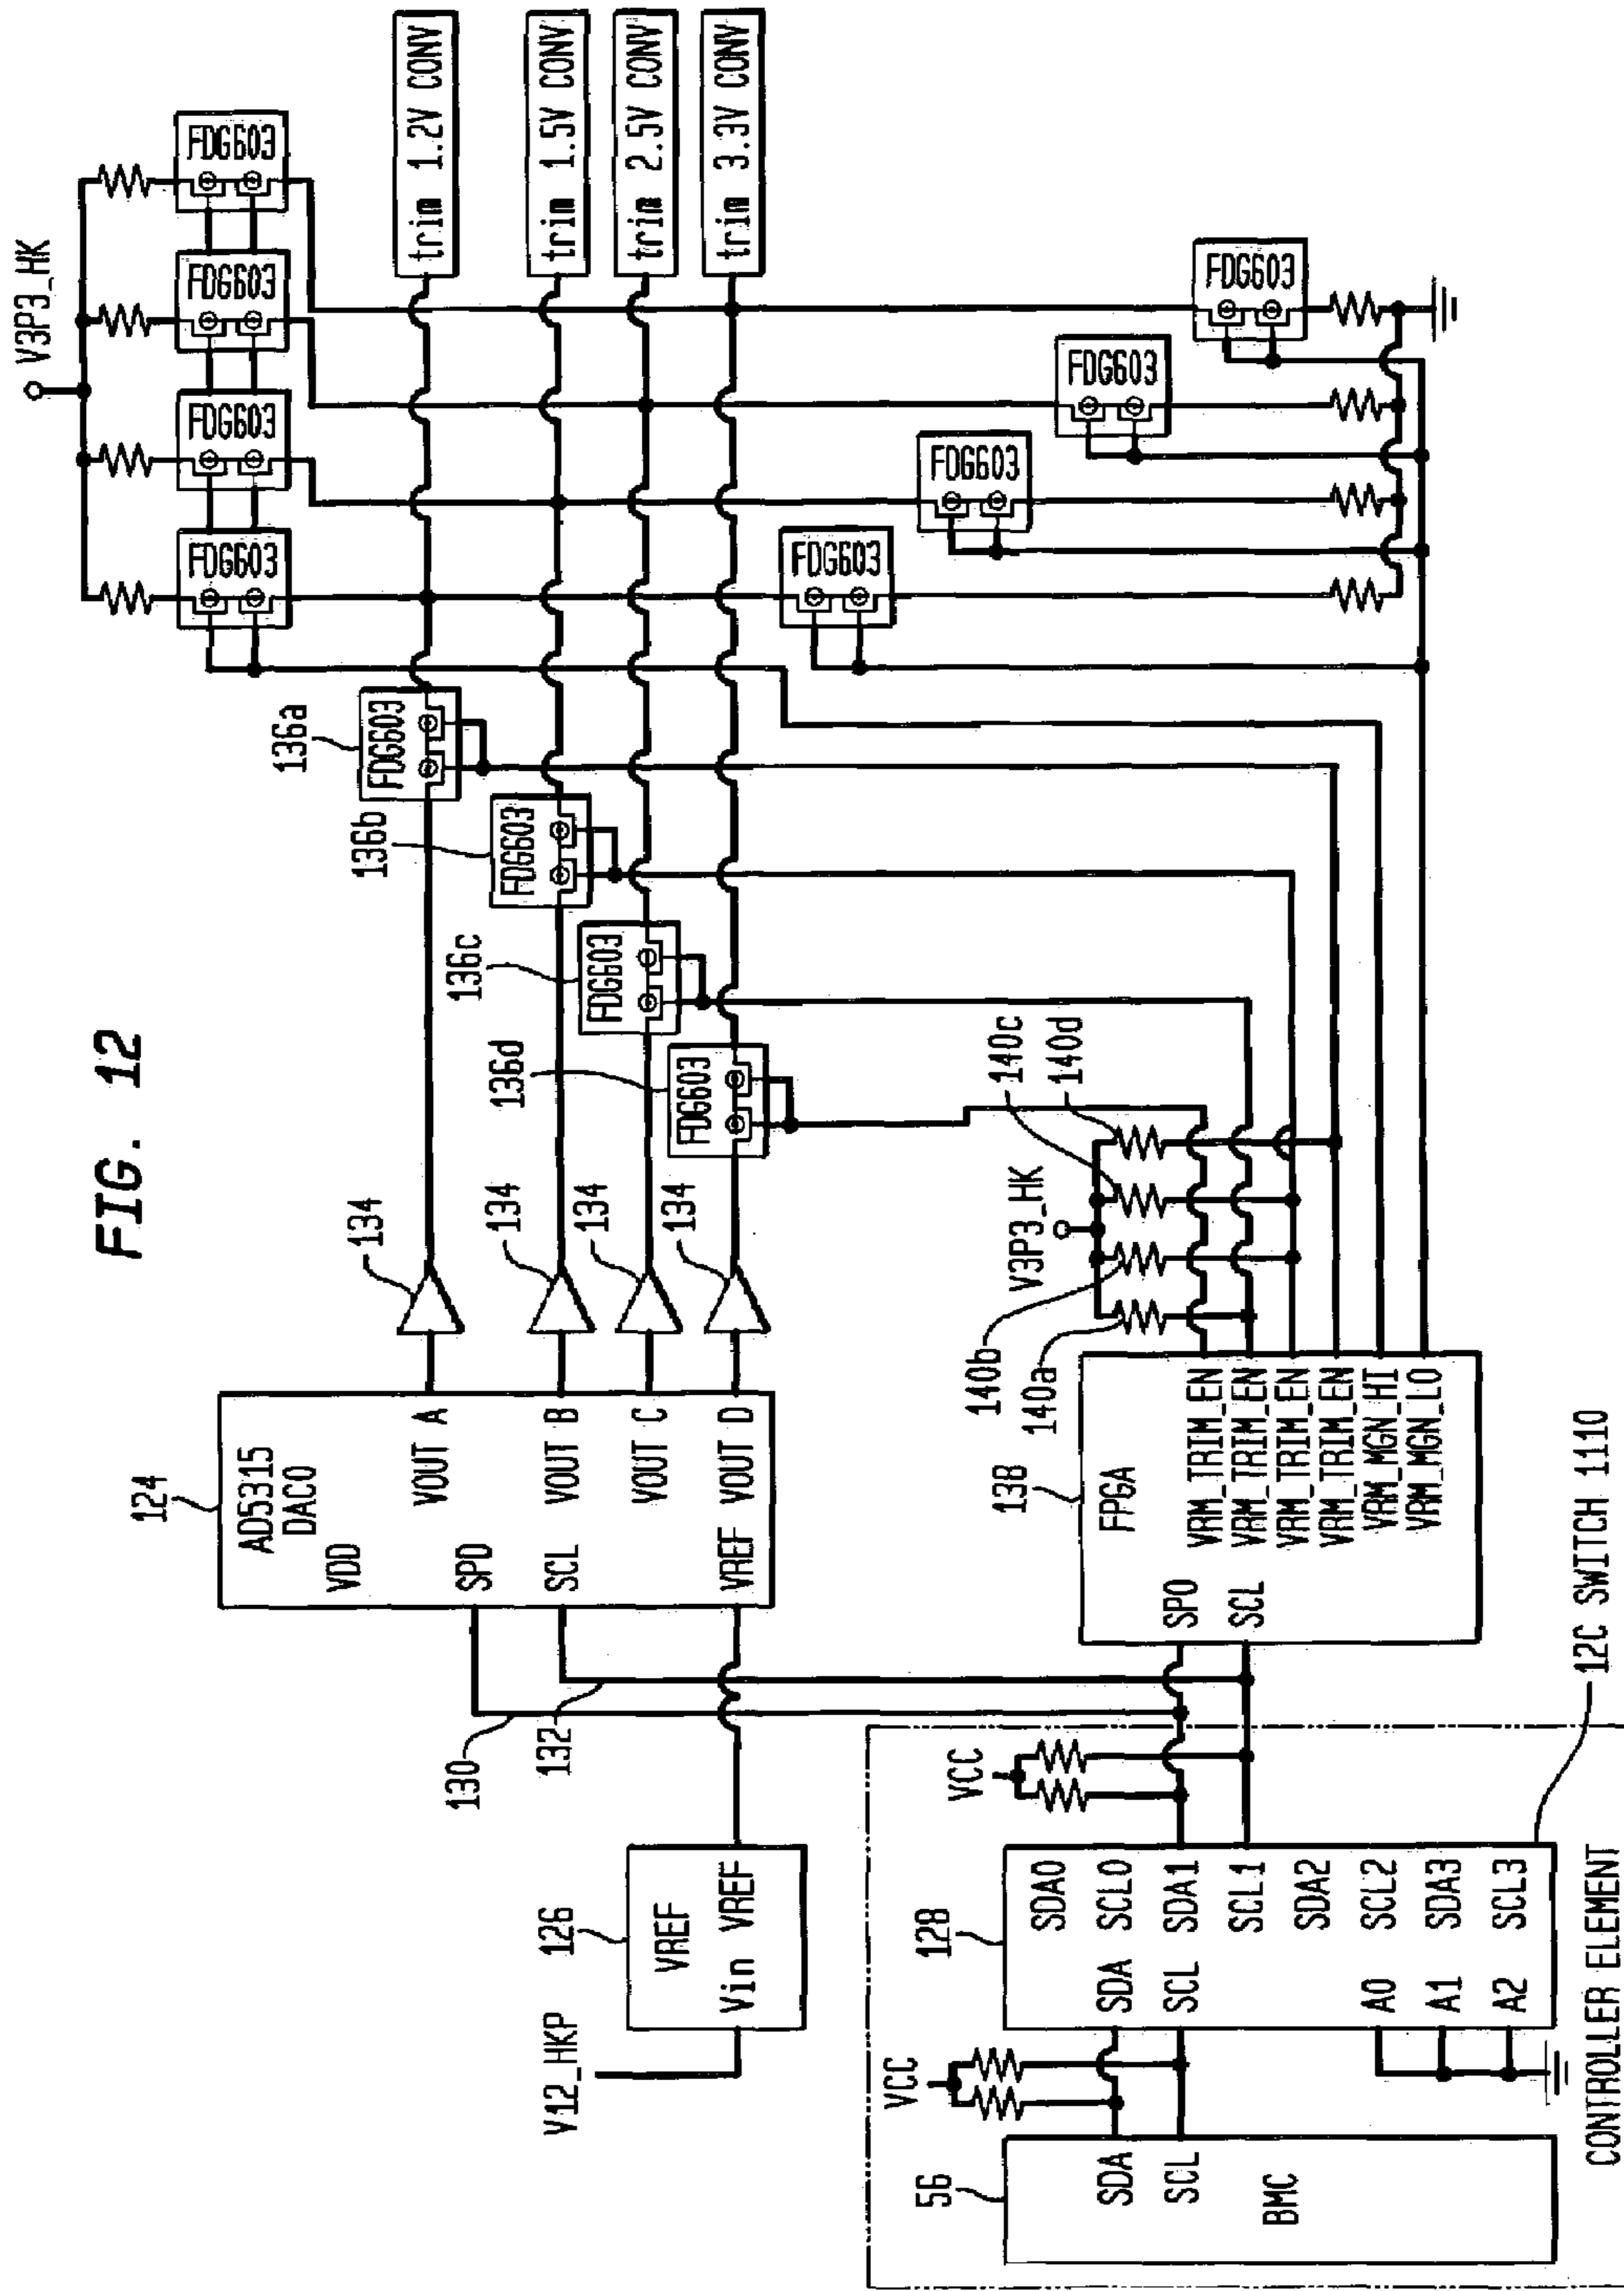 FIG. 12
V12_HKP
126
VREF
Vin VREF
124
AD5315
DAC0
VDD
SPD
SCL
VREF
VOUT A
VOUT B
VOUT C
VOUT D
130
132
134
134
134
134
136a
FDG603
136b
FDG603
136c
FDG603
136d
FDG603
V3P3_HK
FDG603
FDG603
FDG603
FDG603
trim 1.2V CONV
trim 1.5V CONV
trim 2.5V CONV
trim 3.3V CONV
FDG603
FDG603
FDG603
FDG603
V3P3_HK
140a
140b
140c
140d
138
FPGA
SPO
SCL
VRM_TRIM_EN
VRM_TRIM_EN
VRM_TRIM_EN
VRM_TRIM_EN
VRM_MGN_HI
VRM_MGN_LO
56
SDA
SCL
BMC
VCC
128
SDA
SCL
A0
A1
A2
SDA0
SCL0
SDA1
SCL1
SDA2
SCL2
SDA3
SCL3
VCC
CONTROLLER ELEMENT
12C SWITCH 1110